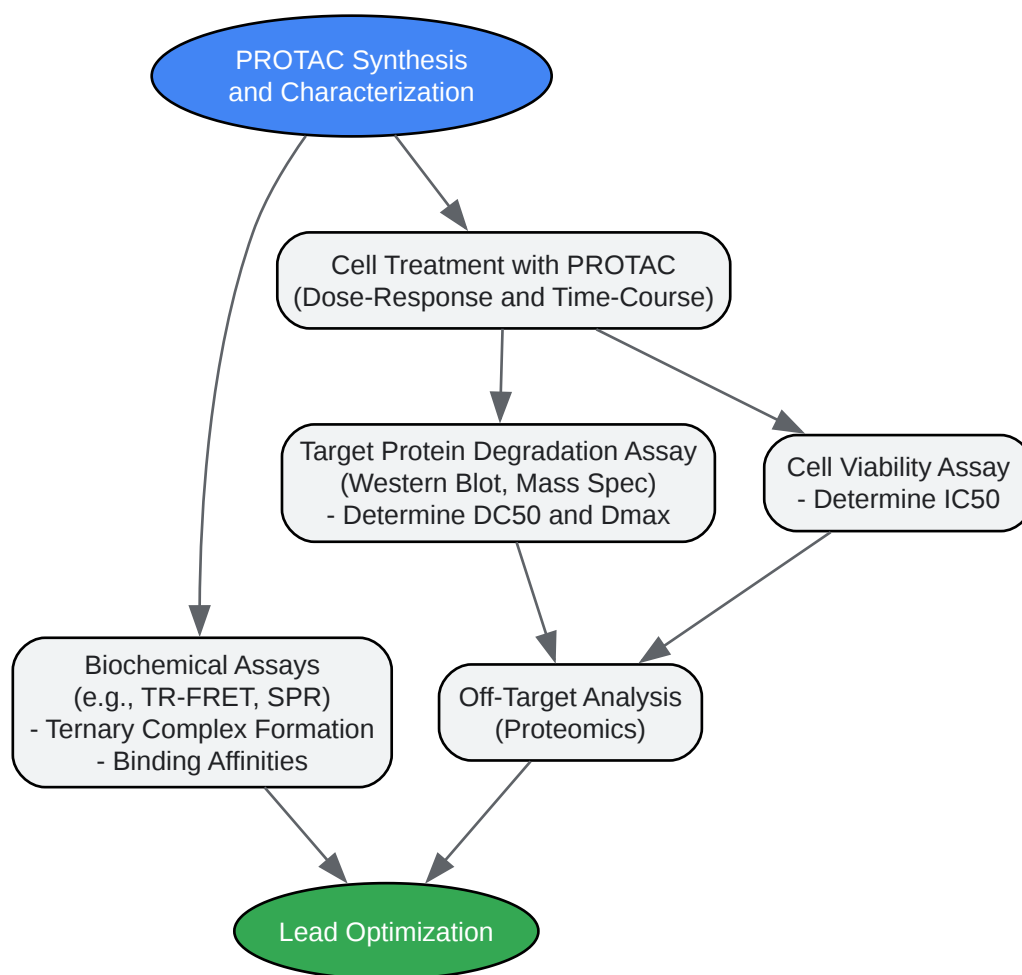 PROTAC Synthesis
and Characterization
Cell Treatment with PROTAC
(Dose-Response and Time-Course)
Target Protein Degradation Assay
(Western Blot, Mass Spec)
- Determine DC50 and Dmax
Cell Viability Assay
- Determine IC50
Biochemical Assays
(e.g., TR-FRET, SPR)
- Ternary Complex Formation
- Binding Affinities
Off-Target Analysis
(Proteomics)
Lead Optimization